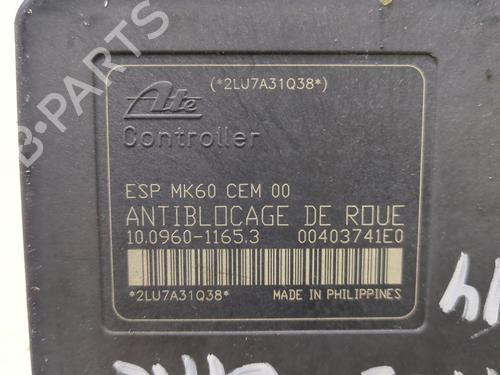 (*2LU7A31Q38*)
Ate
Controller
ESP MK60 CEM 00
ANTIBLOCAGE DE ROUE
10.0960-1165.3 00403741E0
*2LU7A31Q38* MADE IN PHILIPPINES